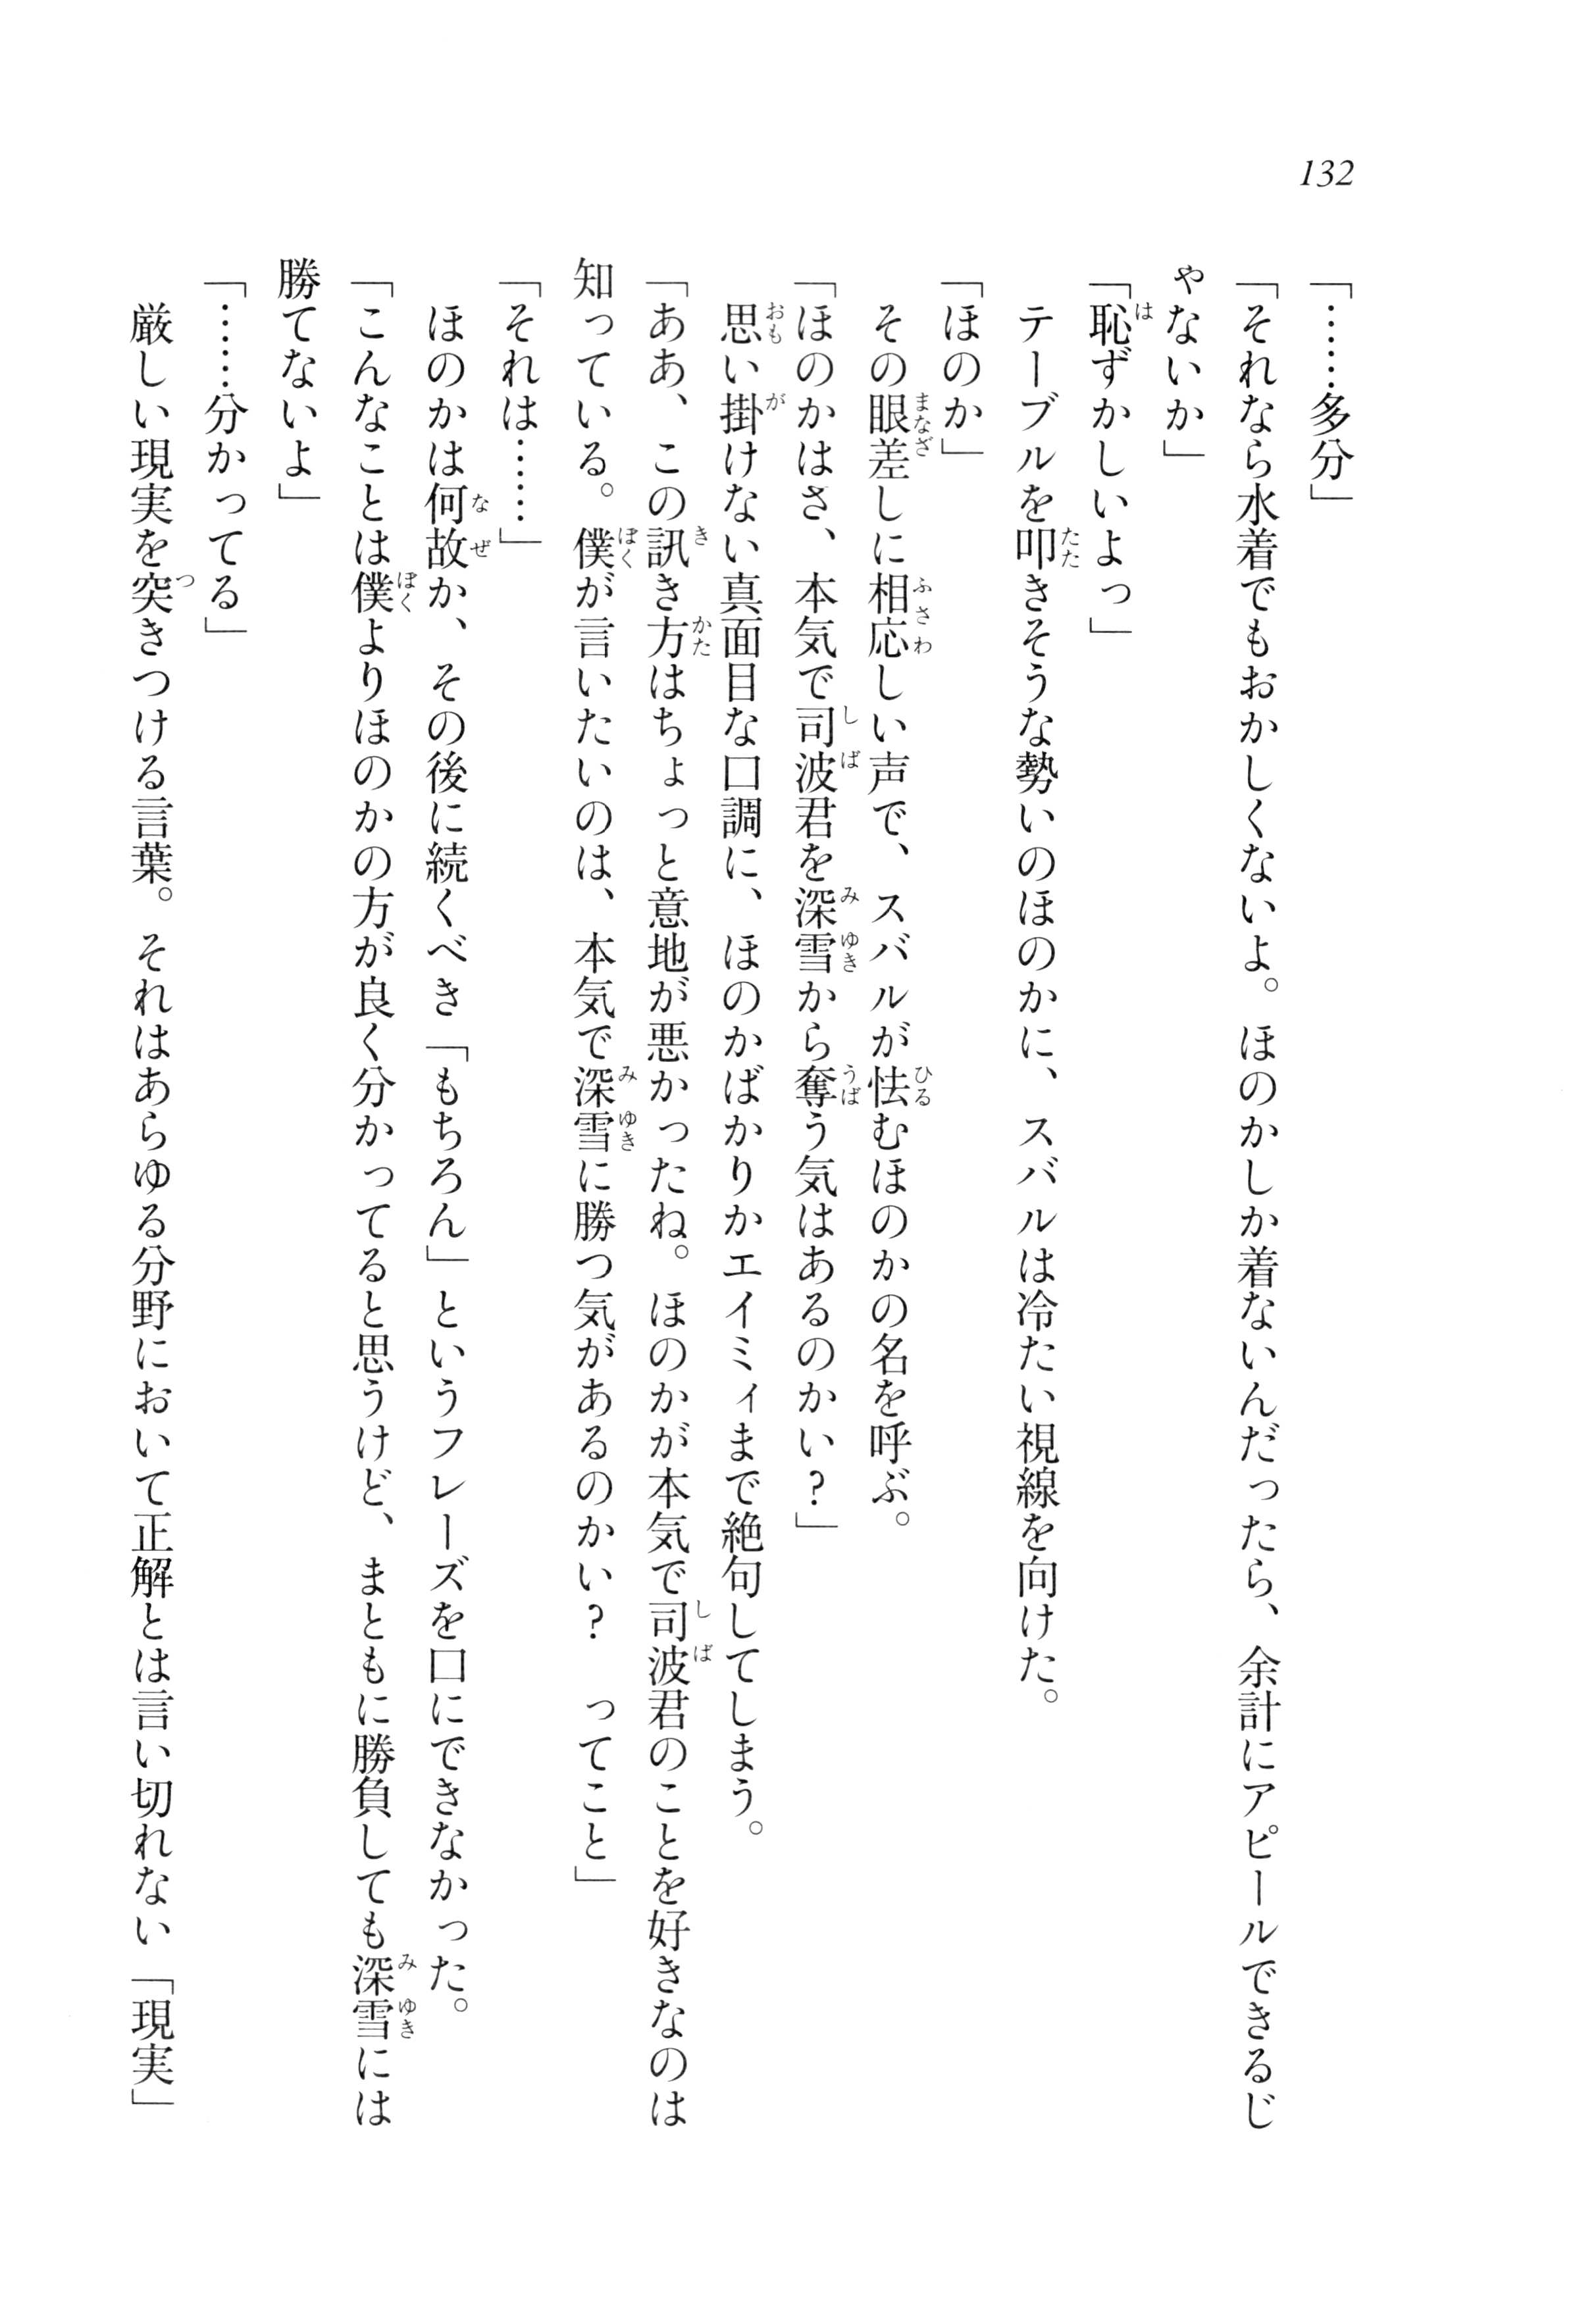 132
「……多分」
「それなら水着でもおかしくないよ。ほのかしか着ないんだったら、余計にアピールできるじ
ゃないか」
「恥ずかしいよっ」
テーブルを叩きそうな勢いのほのかに、スバルは冷たい視線を向けた。
「ほのか」
その眼差しに相応しい声で、スバルが怯むほのかの名を呼ぶ。
「ほのかはさ、本気で司波君を深雪から奪う気はあるのかい？」
思い掛けない真面目な口調に、ほのかばかりかエイミィまで絶句してしまう。
「ああ、この訊き方はちょっと意地が悪かったね。ほのかが本気で司波君のことを好きなのは
知っている。僕が言いたいのは、本気で深雪に勝つ気があるのかい？　ってこと」
「それは……」
ほのかは何故か、その後に続くべき「もちろん」というフレーズを口にできなかった。
「こんなことは僕よりほのかの方が良く分かってると思うけど、まともに勝負しても深雪には
勝てないよ」
「……分かってる」
厳しい現実を突きつける言葉。それはあらゆる分野において正解とは言い切れない「現実」